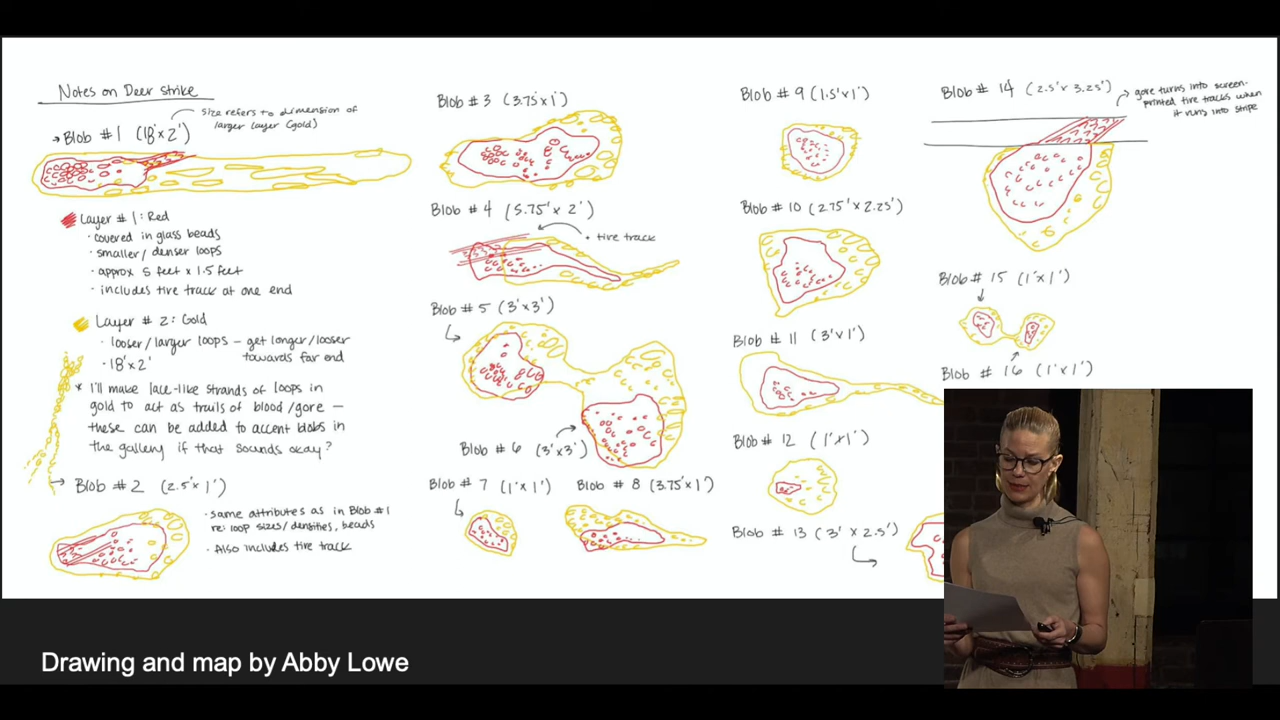 Notes on Deer strike
size refers to dimension of
larger layer (gold)
→ Blob #1 (18'x2')
Layer #1: Red
• covered in glass beads
• smaller/denser loops
• approx 5 feet x 1.5 feet
• includes tire track at one end
Layer # 2: Gold
• looser/larger loops – get longer/looser
towards far end
• 18'x2'
* I'll make lace-like strands of loops in
gold to act as trails of blood/gore –
these can be added to accent blobs in
the gallery if that sounds okay?
→ Blob #2 (2.5'x1')
• same attributes as in Blob #1
re: loop sizes/densities, beads
• Also includes tire track
Blob #3 (3.75'x1')
Blob #4 (5.75'x2')
• tire track
Blob #5 (3'x3')
Blob #6 (3'x3')
Blob #7 (1'x1')
Blob #8 (3.75'x1')
Blob #9 (1.5'x1')
Blob #10 (2.75'x2.25')
Blob #11 (3'x1')
Blob #12 (1'x1')
Blob #13 (3'x2.5')
Blob #14 (2.5'x3.25')
gore turns into screen-
printed tire tracks when
it runs into stripe
Blob #15 (1'x1')
Blob #16 (1'x1')
Drawing and map by Abby Lowe